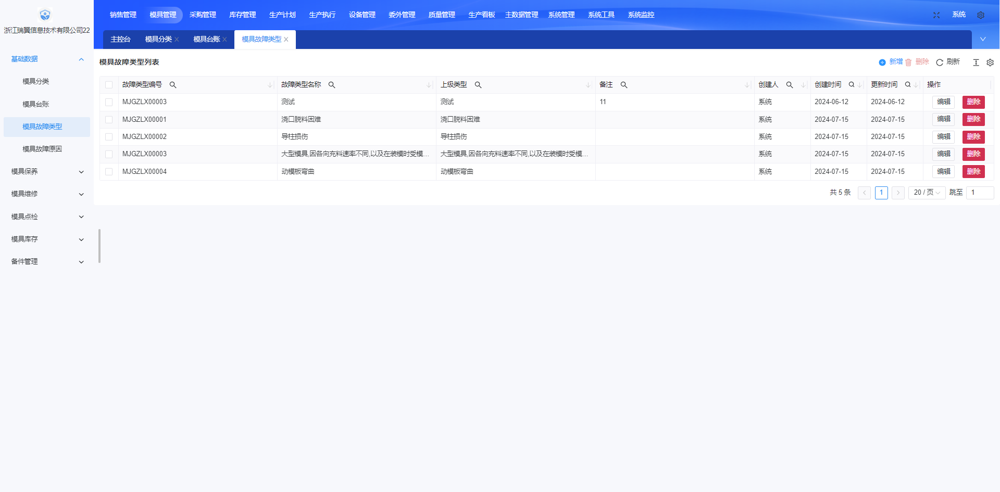 浙江瑞翼信息技术有限公司22
销售管理 模具管理 采购管理 库存管理 生产计划 生产执行 设备管理 委外管理 质量管理 生产看板 主数据管理 系统管理 系统工具 系统监控 系统
主控台 模具分类 模具台账 模具故障类型
基础数据
模具分类
模具台账
模具故障类型
模具故障原因
模具保养
模具维修
模具点检
模具库存
备件管理
模具故障类型列表 新增 删除 刷新
故障类型编号 故障类型名称 上级类型 备注 创建人 创建时间 更新时间 操作
MJGZLX00003 测试 测试 11 系统 2024-06-12 2024-06-12 编辑 删除
MJGZLX00001 浇口脱料困难 浇口脱料困难 系统 2024-07-15 2024-07-15 编辑 删除
MJGZLX00002 导柱损伤 导柱损伤 系统 2024-07-15 2024-07-15 编辑 删除
MJGZLX00003 大型模具,因各向充料速率不同,以及在装模时受模... 大型模具,因各向充料速率不同,以及在装模时受模... 系统 2024-07-15 2024-07-15 编辑 删除
MJGZLX00004 动模板弯曲 动模板弯曲 系统 2024-07-15 2024-07-15 编辑 删除
共 5 条 1 20 / 页 跳至 1